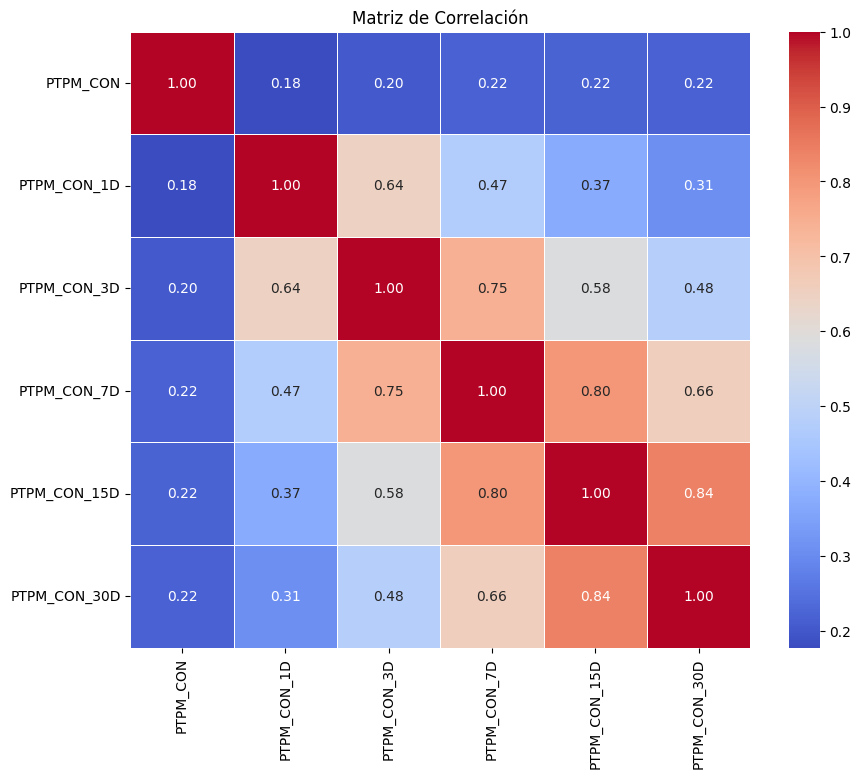 Matriz de Correlación
PTPM_CON 1.00 0.18 0.20 0.22 0.22 0.22
PTPM_CON_1D 0.18 1.00 0.64 0.47 0.37 0.31
PTPM_CON_3D 0.20 0.64 1.00 0.75 0.58 0.48
PTPM_CON_7D 0.22 0.47 0.75 1.00 0.80 0.66
PTPM_CON_15D 0.22 0.37 0.58 0.80 1.00 0.84
PTPM_CON_30D 0.22 0.31 0.48 0.66 0.84 1.00
PTPM_CON
PTPM_CON_1D
PTPM_CON_3D
PTPM_CON_7D
PTPM_CON_15D
PTPM_CON_30D
1.0
0.9
0.8
0.7
0.6
0.5
0.4
0.3
0.2